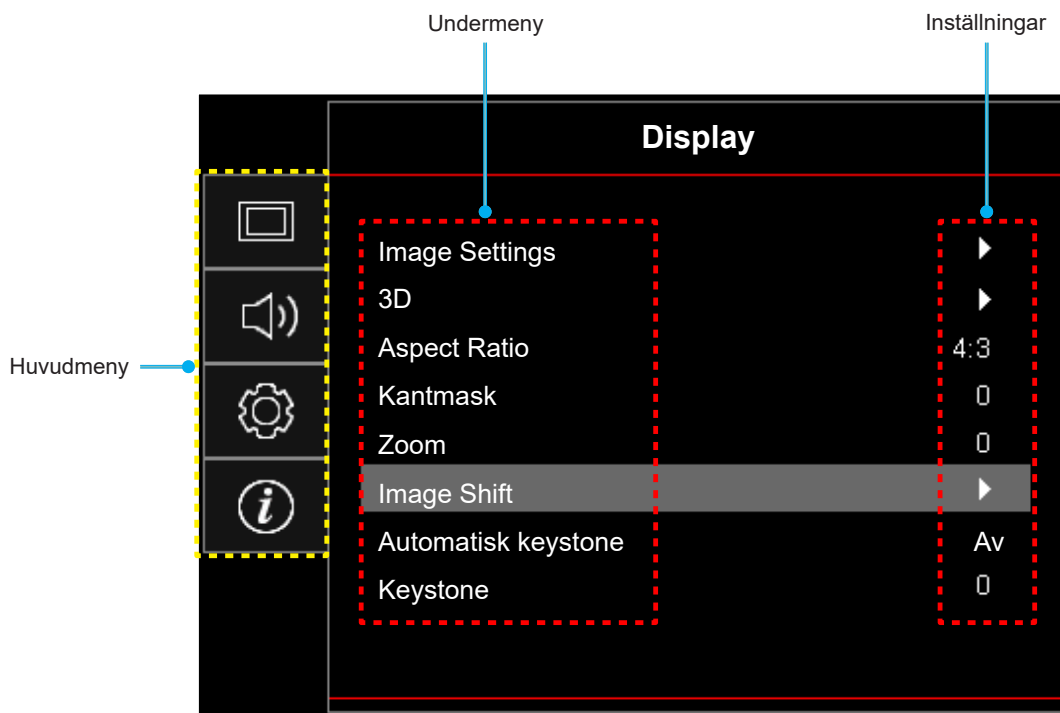 Undermeny
Inställningar
Display
Huvudmeny
Image Settings
3D
Aspect Ratio 4:3
Kantmask 0
Zoom 0
Image Shift
Automatisk keystone Av
Keystone 0